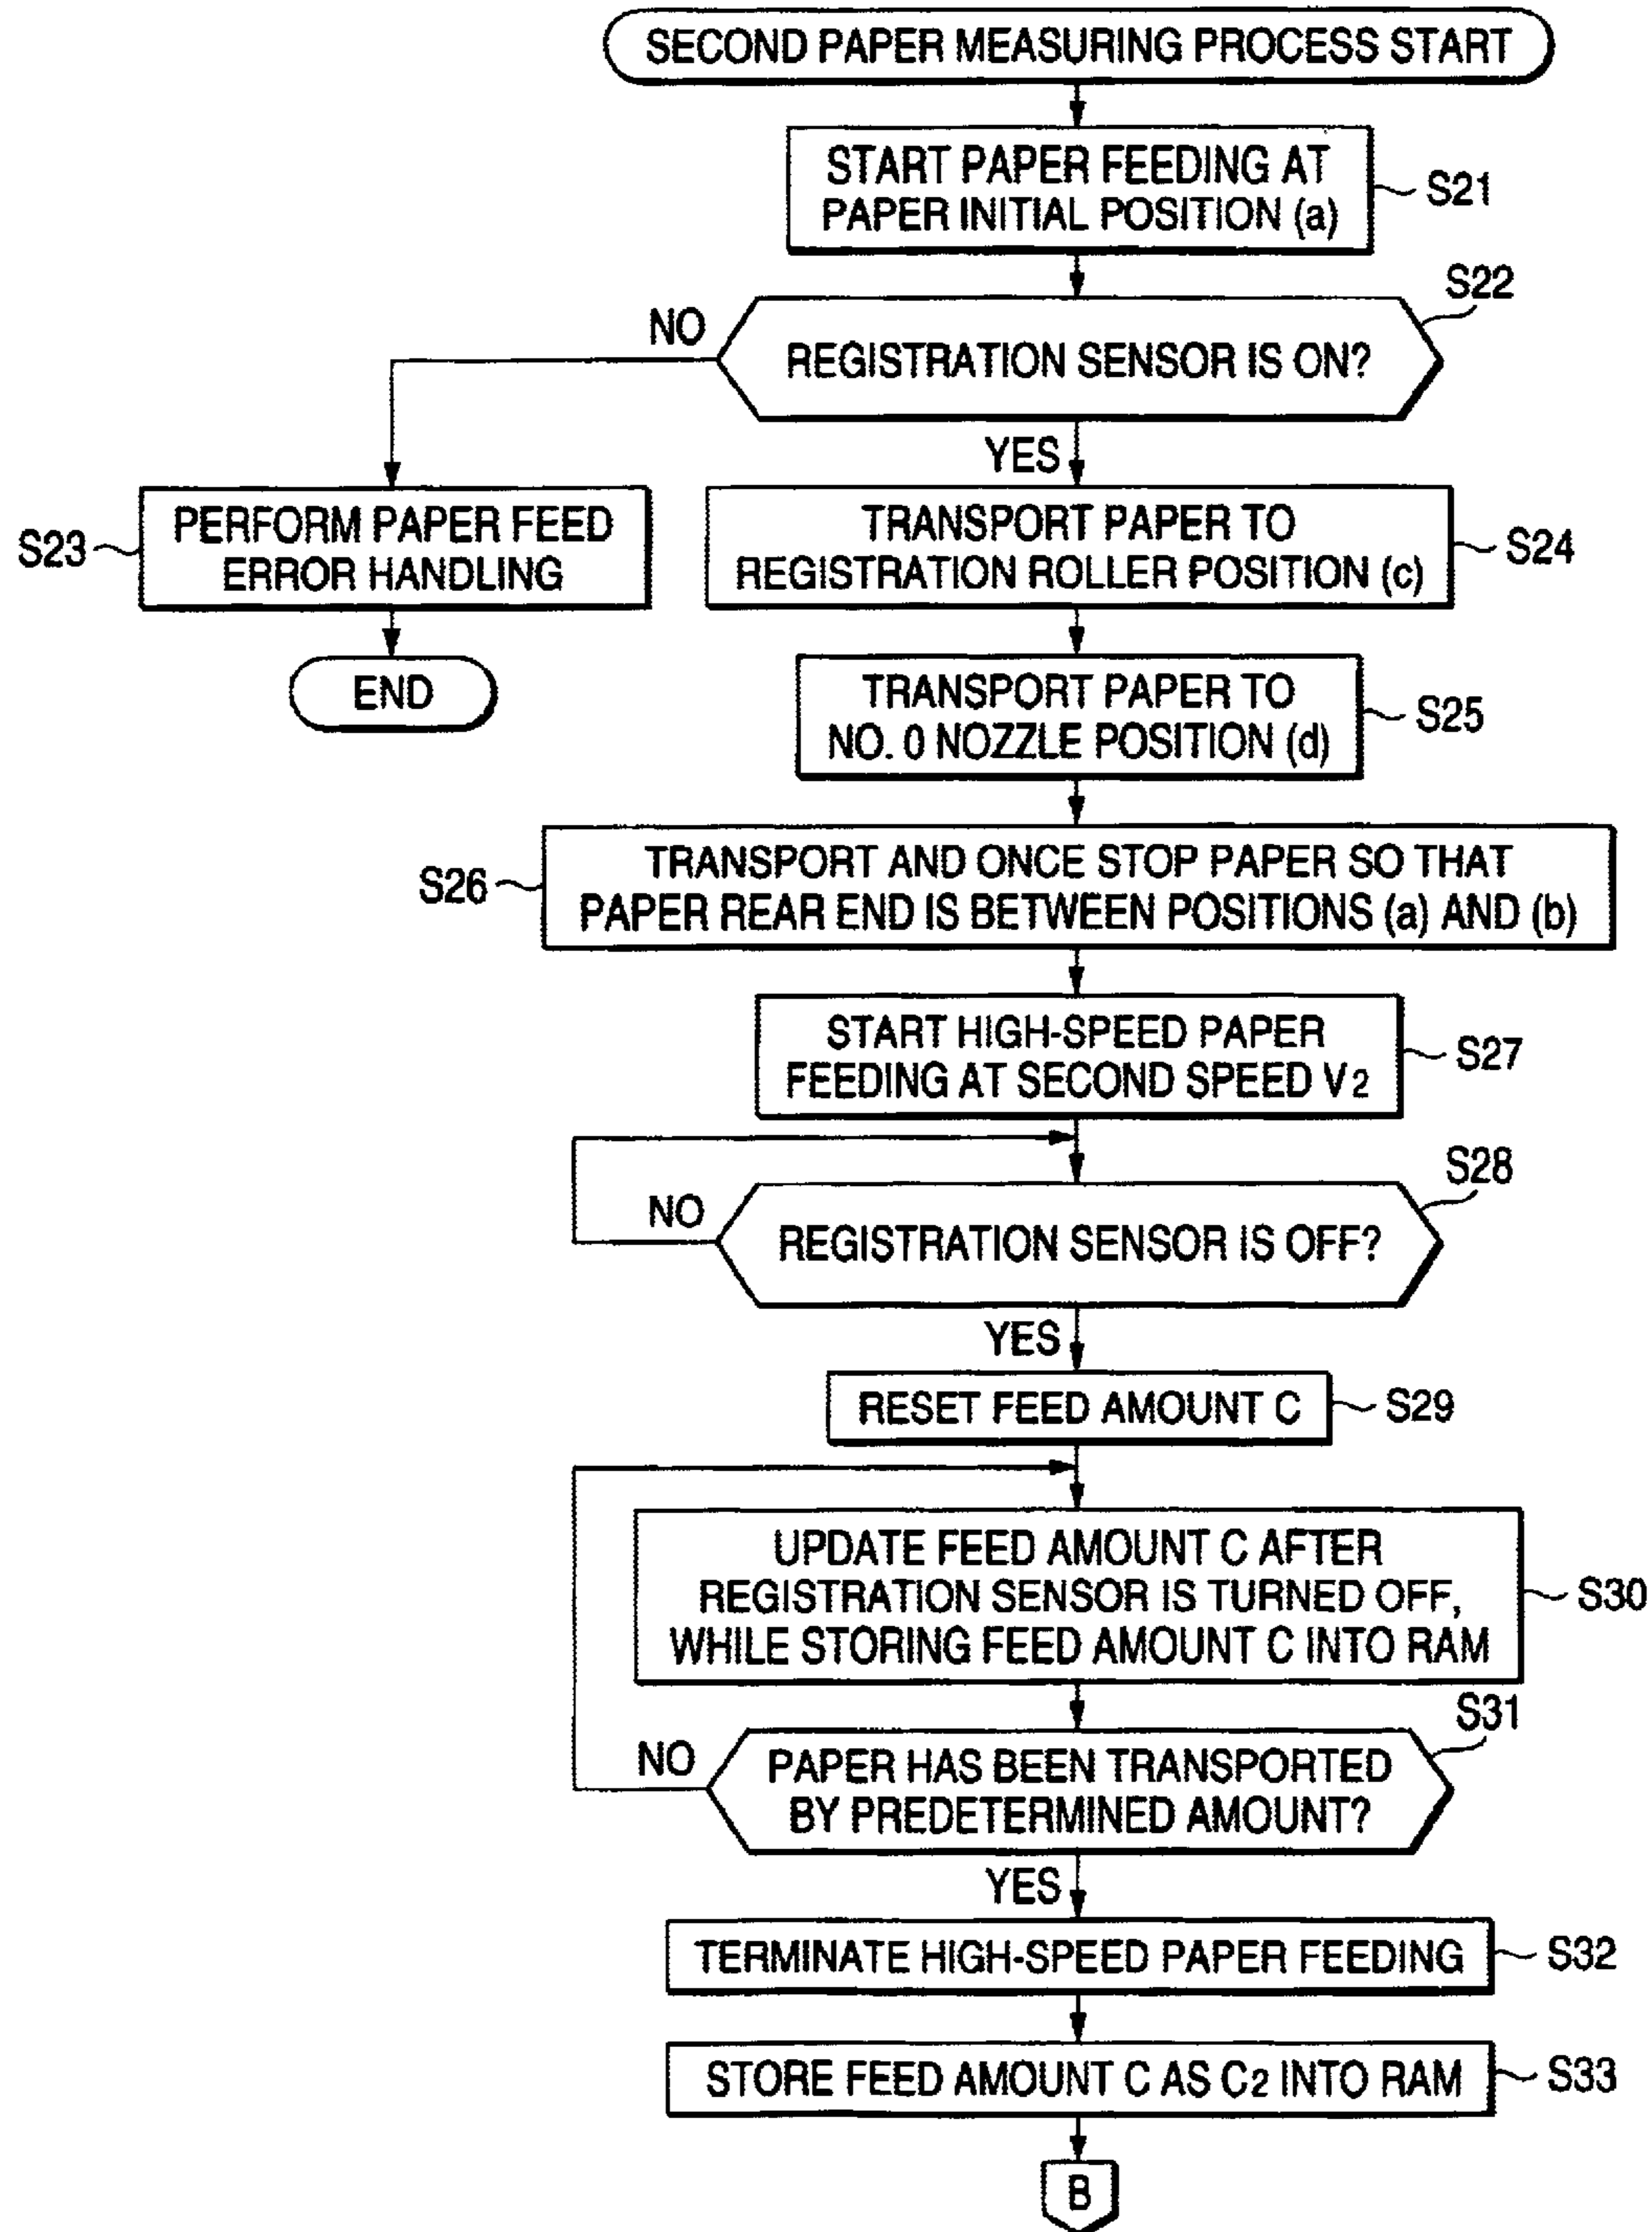 SECOND PAPER MEASURING PROCESS START
START PAPER FEEDING AT
PAPER INITIAL POSITION (a)
S21
S22
NO
REGISTRATION SENSOR IS ON?
YES
S23
PERFORM PAPER FEED
ERROR HANDLING
TRANSPORT PAPER TO
REGISTRATION ROLLER POSITION (c)
S24
END
TRANSPORT PAPER TO
NO. 0 NOZZLE POSITION (d)
S25
S26
TRANSPORT AND ONCE STOP PAPER SO THAT
PAPER REAR END IS BETWEEN POSITIONS (a) AND (b)
START HIGH-SPEED PAPER
FEEDING AT SECOND SPEED V2
S27
S28
NO
REGISTRATION SENSOR IS OFF?
YES
RESET FEED AMOUNT C
S29
UPDATE FEED AMOUNT C AFTER
REGISTRATION SENSOR IS TURNED OFF,
WHILE STORING FEED AMOUNT C INTO RAM
S30
S31
NO
PAPER HAS BEEN TRANSPORTED
BY PREDETERMINED AMOUNT?
YES
TERMINATE HIGH-SPEED PAPER FEEDING
S32
STORE FEED AMOUNT C AS C2 INTO RAM
S33
B